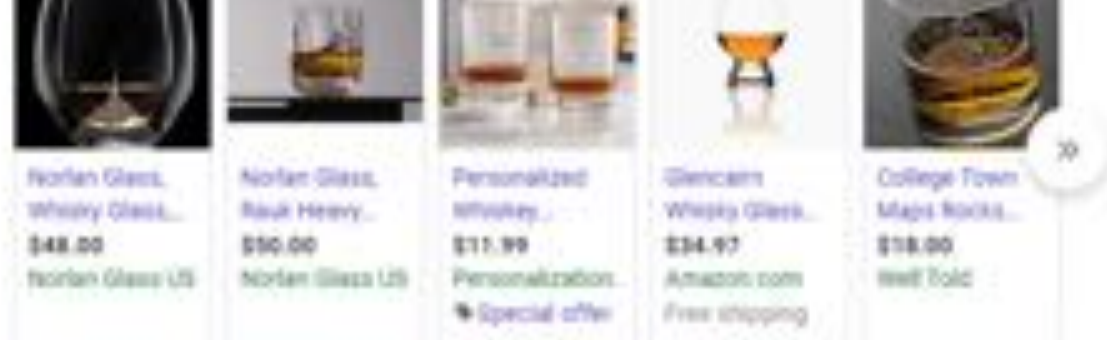 Norlan Glass,
Whisky Glass,...
$48.00
Norlan Glass US
Norlan Glass,
Rauk Heavy...
$50.00
Norlan Glass US
Personalized
Whiskey...
$11.99
Personalization...
Special offer
Glencairn
Whisky Glass...
$34.97
Amazon.com
Free shipping
College Town
Maps Rocks...
$18.00
Well Told
»